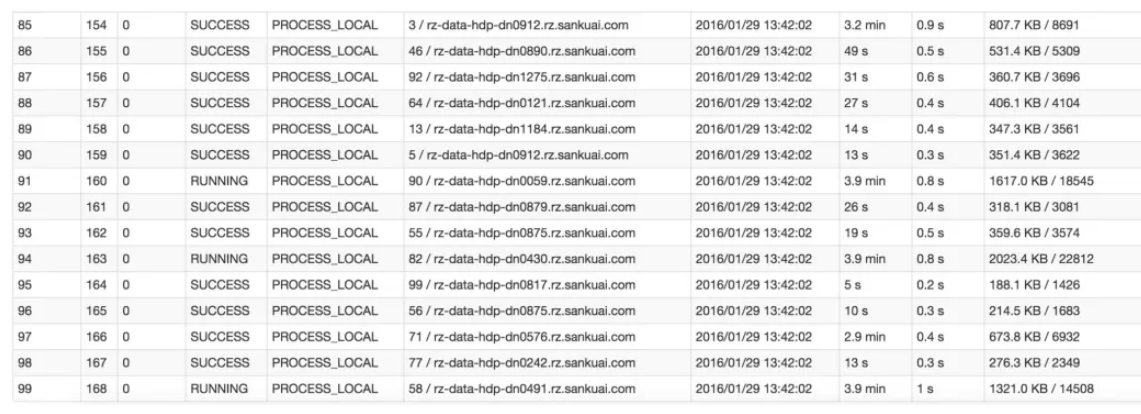 85 154 0 SUCCESS PROCESS_LOCAL 3 / rz-data-hdp-dn0912.rz.sankuai.com 2016/01/29 13:42:02 3.2 min 0.9 s 807.7 KB / 8691
86 155 0 SUCCESS PROCESS_LOCAL 46 / rz-data-hdp-dn0890.rz.sankuai.com 2016/01/29 13:42:02 49 s 0.5 s 531.4 KB / 5309
87 156 0 SUCCESS PROCESS_LOCAL 92 / rz-data-hdp-dn1275.rz.sankuai.com 2016/01/29 13:42:02 31 s 0.6 s 360.7 KB / 3696
88 157 0 SUCCESS PROCESS_LOCAL 64 / rz-data-hdp-dn0121.rz.sankuai.com 2016/01/29 13:42:02 27 s 0.4 s 406.1 KB / 4104
89 158 0 SUCCESS PROCESS_LOCAL 13 / rz-data-hdp-dn1184.rz.sankuai.com 2016/01/29 13:42:02 14 s 0.4 s 347.3 KB / 3561
90 159 0 SUCCESS PROCESS_LOCAL 5 / rz-data-hdp-dn0912.rz.sankuai.com 2016/01/29 13:42:02 13 s 0.3 s 351.4 KB / 3622
91 160 0 RUNNING PROCESS_LOCAL 90 / rz-data-hdp-dn0059.rz.sankuai.com 2016/01/29 13:42:02 3.9 min 0.8 s 1617.0 KB / 18545
92 161 0 SUCCESS PROCESS_LOCAL 87 / rz-data-hdp-dn0879.rz.sankuai.com 2016/01/29 13:42:02 26 s 0.4 s 318.1 KB / 3081
93 162 0 SUCCESS PROCESS_LOCAL 55 / rz-data-hdp-dn0875.rz.sankuai.com 2016/01/29 13:42:02 19 s 0.5 s 359.6 KB / 3574
94 163 0 RUNNING PROCESS_LOCAL 82 / rz-data-hdp-dn0430.rz.sankuai.com 2016/01/29 13:42:02 3.9 min 0.8 s 2023.4 KB / 22812
95 164 0 SUCCESS PROCESS_LOCAL 99 / rz-data-hdp-dn0817.rz.sankuai.com 2016/01/29 13:42:02 5 s 0.2 s 188.1 KB / 1426
96 165 0 SUCCESS PROCESS_LOCAL 56 / rz-data-hdp-dn0875.rz.sankuai.com 2016/01/29 13:42:02 10 s 0.3 s 214.5 KB / 1683
97 166 0 SUCCESS PROCESS_LOCAL 71 / rz-data-hdp-dn0576.rz.sankuai.com 2016/01/29 13:42:02 2.9 min 0.4 s 673.8 KB / 6932
98 167 0 SUCCESS PROCESS_LOCAL 77 / rz-data-hdp-dn0242.rz.sankuai.com 2016/01/29 13:42:02 13 s 0.3 s 276.3 KB / 2349
99 168 0 RUNNING PROCESS_LOCAL 58 / rz-data-hdp-dn0491.rz.sankuai.com 2016/01/29 13:42:02 3.9 min 1 s 1321.0 KB / 14508